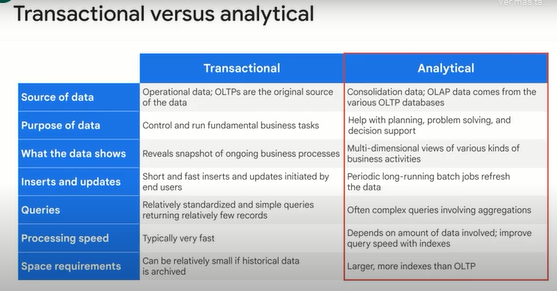 Ver más ta
Transactional versus analytical
Transactional
Analytical
Source of data
Operational data; OLTPs are the original source
of the data
Consolidation data; OLAP data comes from the
various OLTP databases
Purpose of data
Control and run fundamental business tasks
Help with planning, problem solving, and
decision support
What the data shows
Reveals snapshot of ongoing business processes
Multi-dimensional views of various kinds of
business activities
Inserts and updates
Short and fast inserts and updates initiated by
end users
Periodic long-running batch jobs refresh
the data
Queries
Relatively standardized and simple queries
returning relatively few records
Often complex queries involving aggregations
Processing speed
Typically very fast
Depends on amount of data involved; improve
query speed with indexes
Space requirements
Can be relatively small if historical data
is archived
Larger, more indexes than OLTP